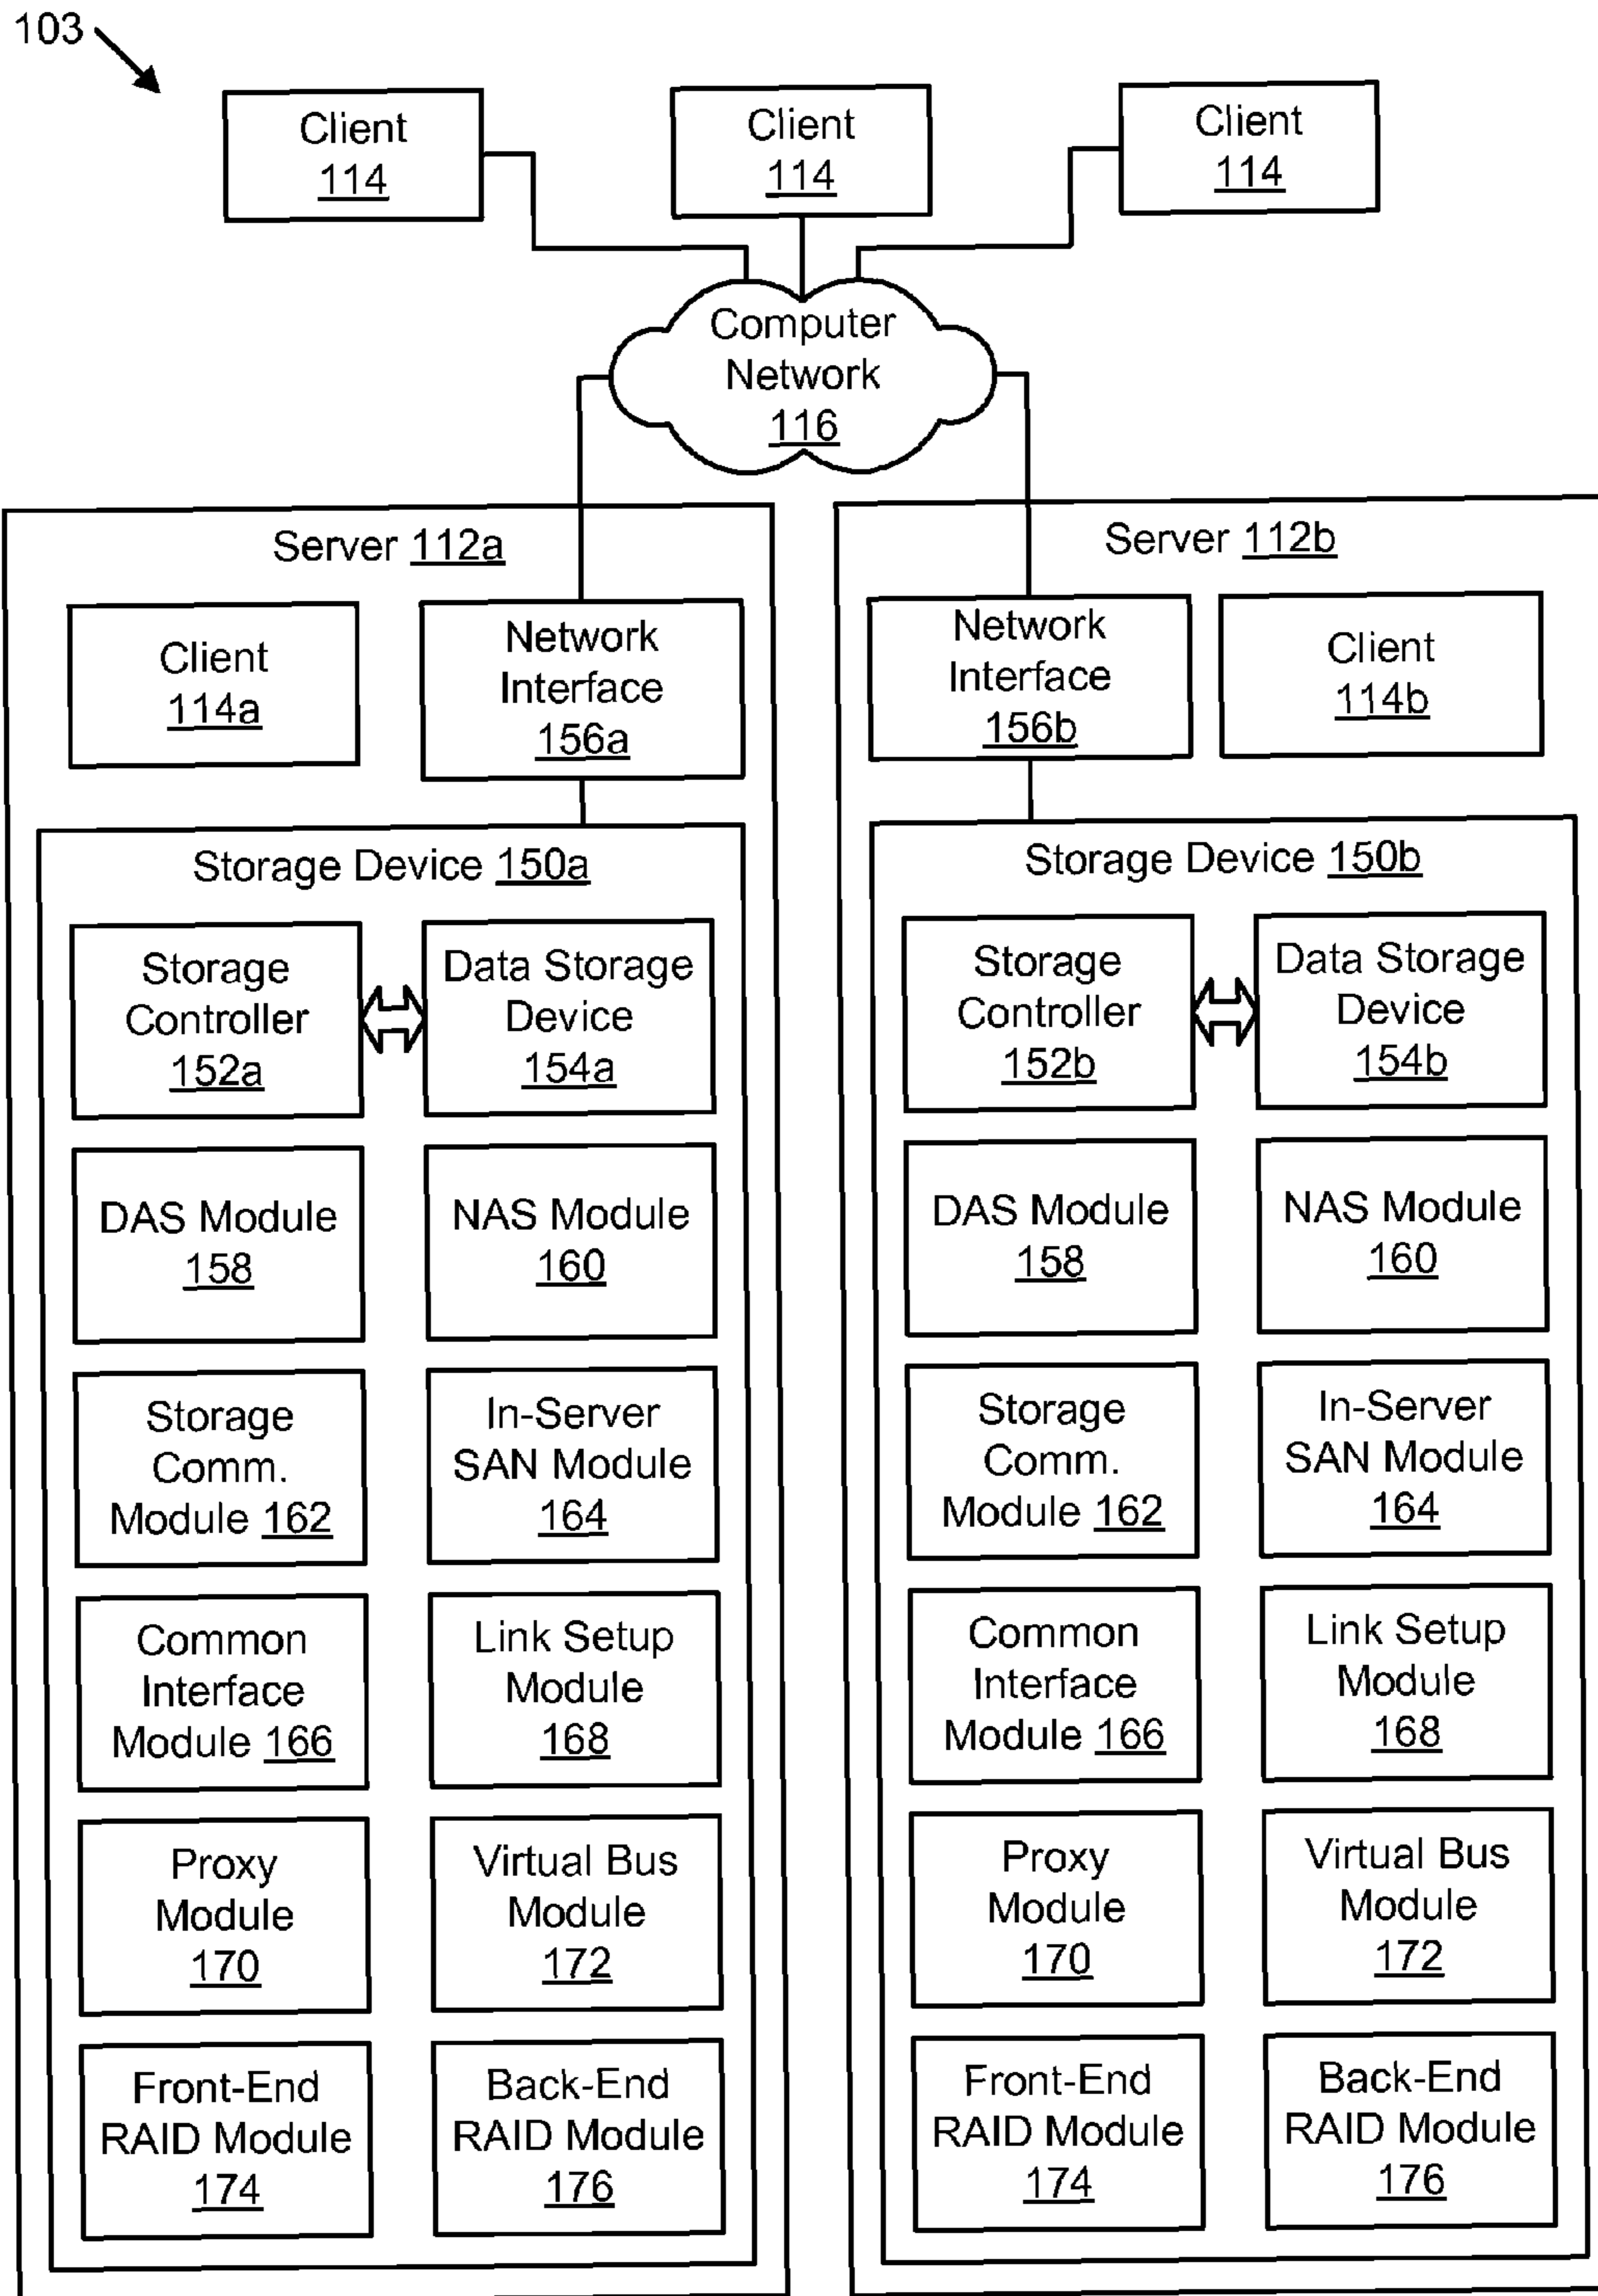 103
Client
114
Client
114
Client
114
Computer
Network
116
Server 112a
Client
114a
Network
Interface
156a
Storage Device 150a
Storage
Controller
152a
Data Storage
Device
154a
DAS Module
158
NAS Module
160
Storage
Comm.
Module 162
In-Server
SAN Module
164
Common
Interface
Module 166
Link Setup
Module
168
Proxy
Module
170
Virtual Bus
Module
172
Front-End
RAID Module
174
Back-End
RAID Module
176
Server 112b
Network
Interface
156b
Client
114b
Storage Device 150b
Storage
Controller
152b
Data Storage
Device
154b
DAS Module
158
NAS Module
160
Storage
Comm.
Module 162
In-Server
SAN Module
164
Common
Interface
Module 166
Link Setup
Module
168
Proxy
Module
170
Virtual Bus
Module
172
Front-End
RAID Module
174
Back-End
RAID Module
176